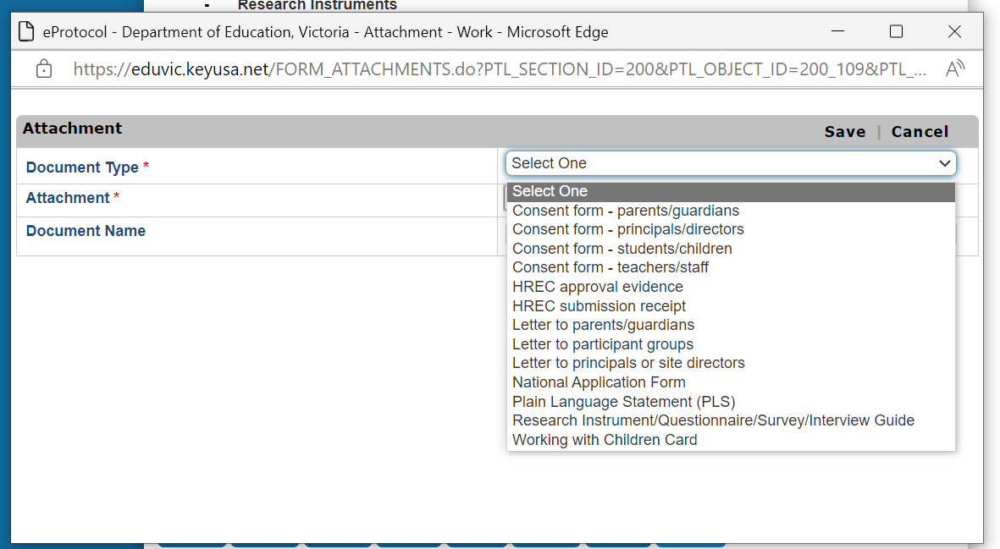 - Research Instruments
eProtocol - Department of Education, Victoria - Attachment - Work - Microsoft Edge
https://eduvic.keyusa.net/FORM_ATTACHMENTS.do?PTL_SECTION_ID=200&PTL_OBJECT_ID=200_109&PTL_...
Attachment
Save | Cancel
Document Type *
Select One
Attachment *
Document Name
Select One
Consent form - parents/guardians
Consent form - principals/directors
Consent form - students/children
Consent form - teachers/staff
HREC approval evidence
HREC submission receipt
Letter to parents/guardians
Letter to participant groups
Letter to principals or site directors
National Application Form
Plain Language Statement (PLS)
Research Instrument/Questionnaire/Survey/Interview Guide
Working with Children Card